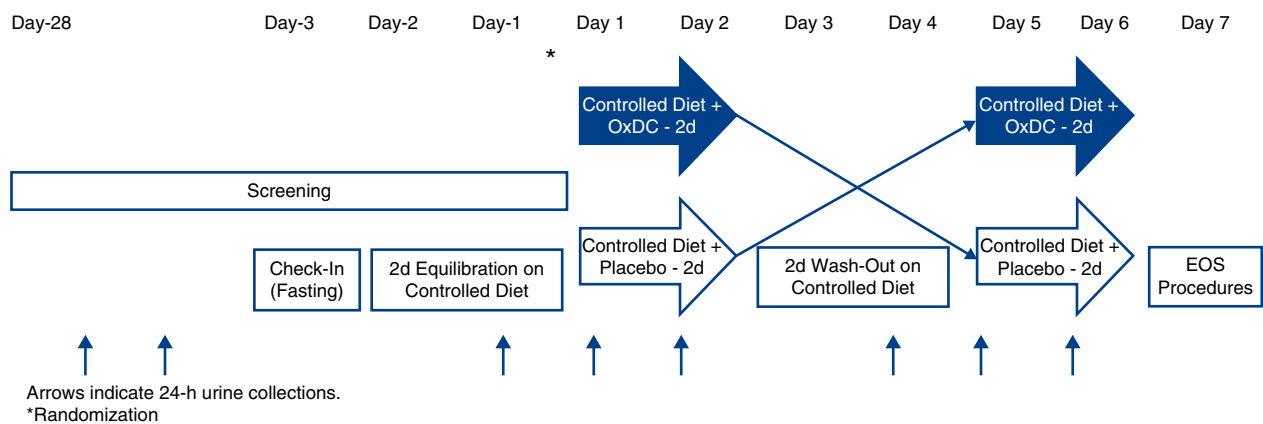 Day-28 Day-3 Day-2 Day-1 Day 1 Day 2 Day 3 Day 4 Day 5 Day 6 Day 7
*
Controlled Diet +
OxDC - 2d
Controlled Diet +
OxDC - 2d
Screening
Check-In
(Fasting)
2d Equilibration on
Controlled Diet
Controlled Diet +
Placebo - 2d
2d Wash-Out on
Controlled Diet
Controlled Diet +
Placebo - 2d
EOS
Procedures
Arrows indicate 24-h urine collections.
*Randomization